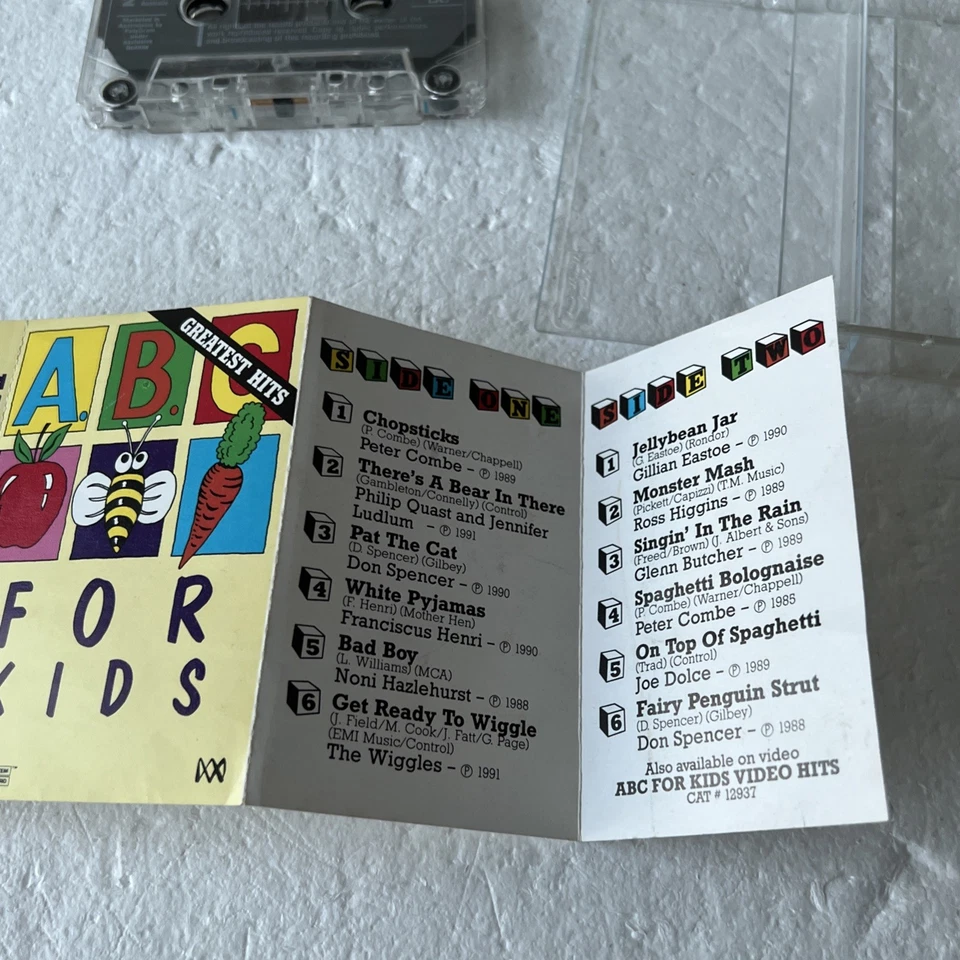 A. B. C
GREATEST HITS
FOR
KIDS
SIDE ONE
1 Chopsticks
(P. Combe) (Warner/Chappell)
Peter Combe – ℗ 1989
2 There's A Bear In There
(Gambleton/Connelly) (Control)
Philip Quast and Jennifer
Ludlum – ℗ 1991
3 Pat The Cat
(D. Spencer) (Gilbey)
Don Spencer – ℗ 1990
4 White Pyjamas
(F. Henri) (Mother Hen)
Franciscus Henri – ℗ 1990
5 Bad Boy
(L. Williams) (MCA)
Noni Hazlehurst – ℗ 1988
6 Get Ready To Wiggle
(J. Field/M. Cook/J. Fatt/G. Page)
(EMI Music/Control)
The Wiggles – ℗ 1991
SIDE TWO
1 Jellybean Jar
(G. Eastoe) (Rondor)
Gillian Eastoe – ℗ 1990
2 Monster Mash
(Pickett/Capizzi) (T.M. Music)
Ross Higgins – ℗ 1989
3 Singin' In The Rain
(Freed/Brown) (J. Albert & Sons)
Glenn Butcher – ℗ 1989
4 Spaghetti Bolognaise
(P. Combe) (Warner/Chappell)
Peter Combe – ℗ 1985
5 On Top Of Spaghetti
(Trad) (Control)
Joe Dolce – ℗ 1989
6 Fairy Penguin Strut
(D. Spencer) (Gilbey)
Don Spencer – ℗ 1988
Also available on video
ABC FOR KIDS VIDEO HITS
CAT # 12937